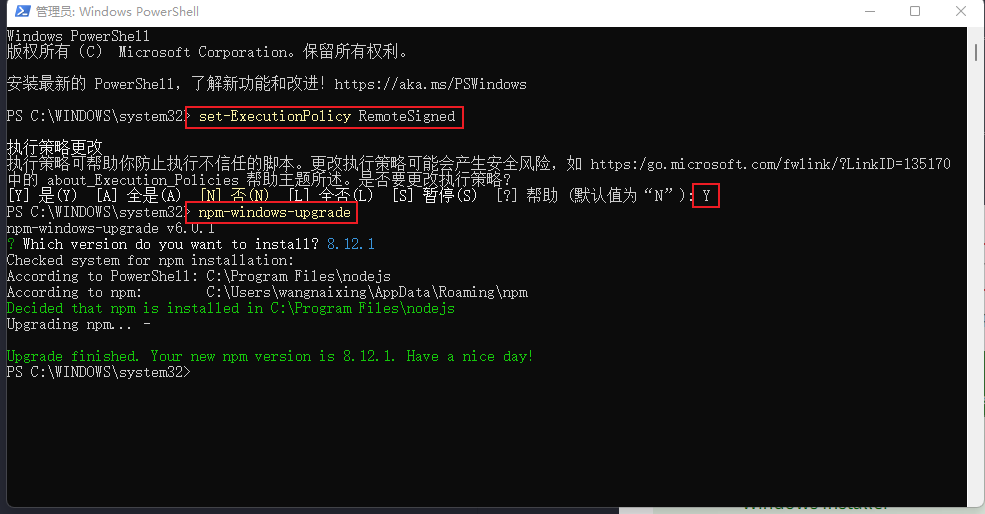 管理员: Windows PowerShell
Windows PowerShell
版权所有 (C) Microsoft Corporation。保留所有权利。
安装最新的 PowerShell，了解新功能和改进！https://aka.ms/PSWindows
PS C:\WINDOWS\system32> set-ExecutionPolicy RemoteSigned
执行策略更改
执行策略可帮助你防止执行不信任的脚本。更改执行策略可能会产生安全风险，如 https:/go.microsoft.com/fwlink/?LinkID=135170
中的 about_Execution_Policies 帮助主题所述。是否要更改执行策略?
[Y] 是(Y)  [A] 全是(A)  [N] 否(N)  [L] 全否(L)  [S] 暂停(S)  [?] 帮助 (默认值为“N”): Y
PS C:\WINDOWS\system32> npm-windows-upgrade
npm-windows-upgrade v6.0.1
? Which version do you want to install? 8.12.1
Checked system for npm installation:
According to PowerShell: C:\Program Files\nodejs
According to npm:        C:\Users\wangnaixing\AppData\Roaming\npm
Decided that npm is installed in C:\Program Files\nodejs
Upgrading npm... -
Upgrade finished. Your new npm version is 8.12.1. Have a nice day!
PS C:\WINDOWS\system32>
Windows Installer